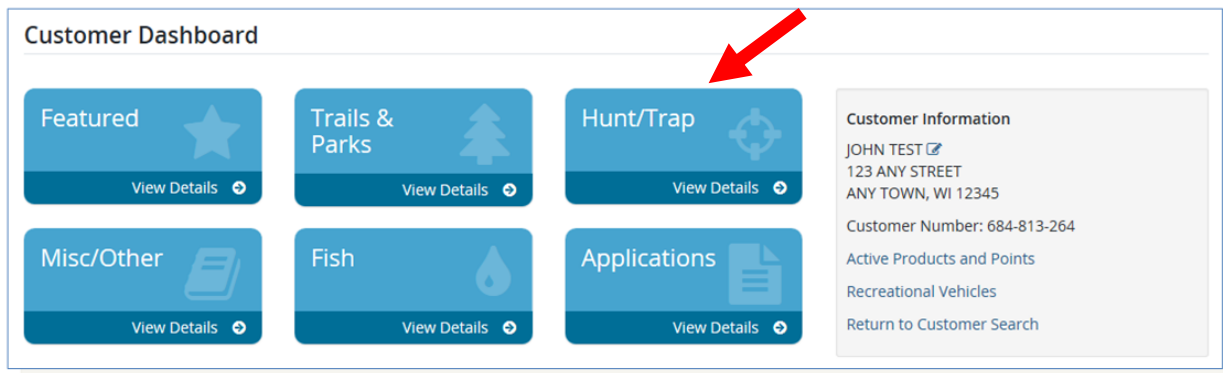 Customer Dashboard
Featured
View Details
Trails &
Parks
View Details
Hunt/Trap
View Details
Misc/Other
View Details
Fish
View Details
Applications
View Details
Customer Information
JOHN TEST
123 ANY STREET
ANY TOWN, WI 12345
Customer Number: 684-813-264
Active Products and Points
Recreational Vehicles
Return to Customer Search